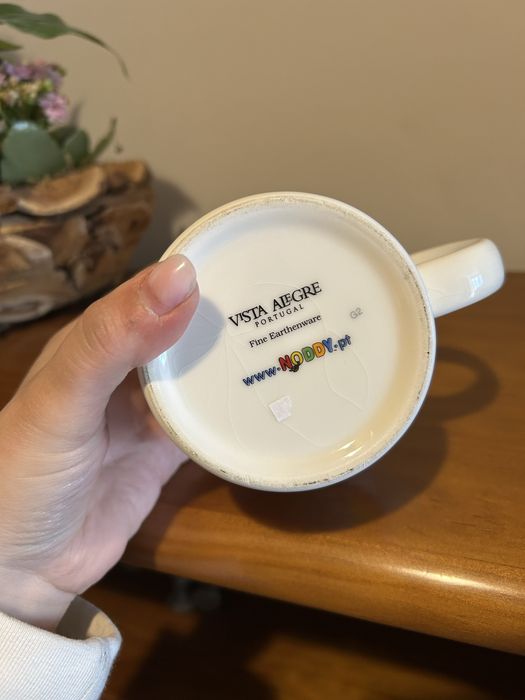 VISTA ALEGRE
PORTUGAL
Fine Earthenware
G2
www.NODDY.pt